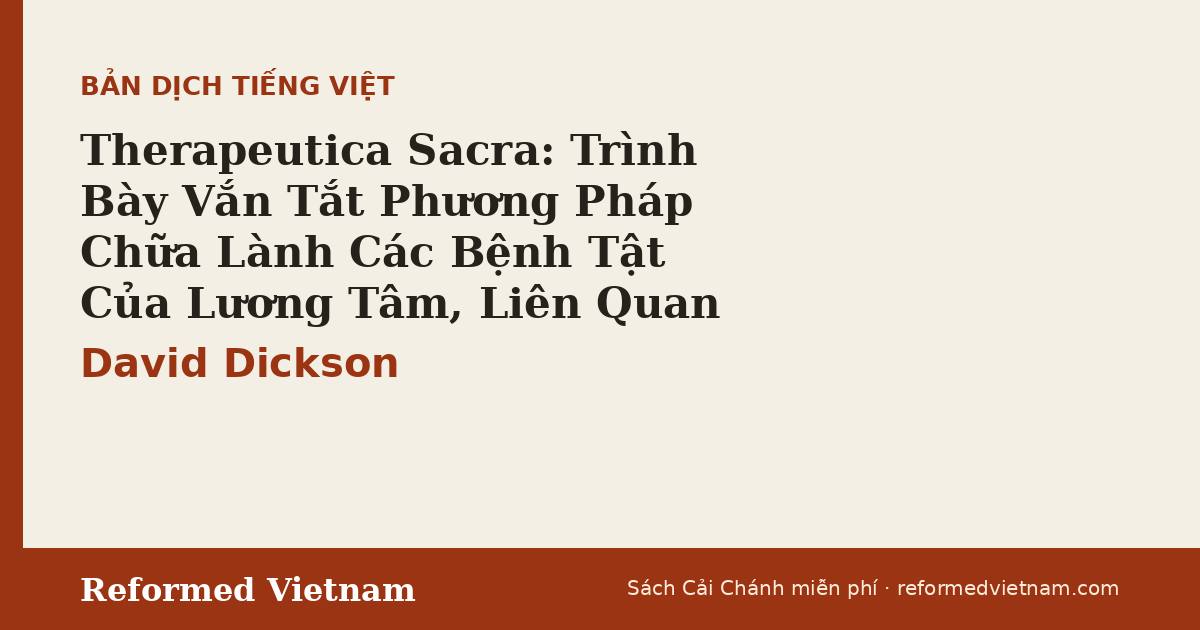 BẢN DỊCH TIẾNG VIỆT
Therapeutica Sacra: Trình
Bày Vắn Tắt Phương Pháp
Chữa Lành Các Bệnh Tật
Của Lương Tâm, Liên Quan
David Dickson
Reformed Vietnam
Sách Cải Chánh miễn phí · reformedvietnam.com